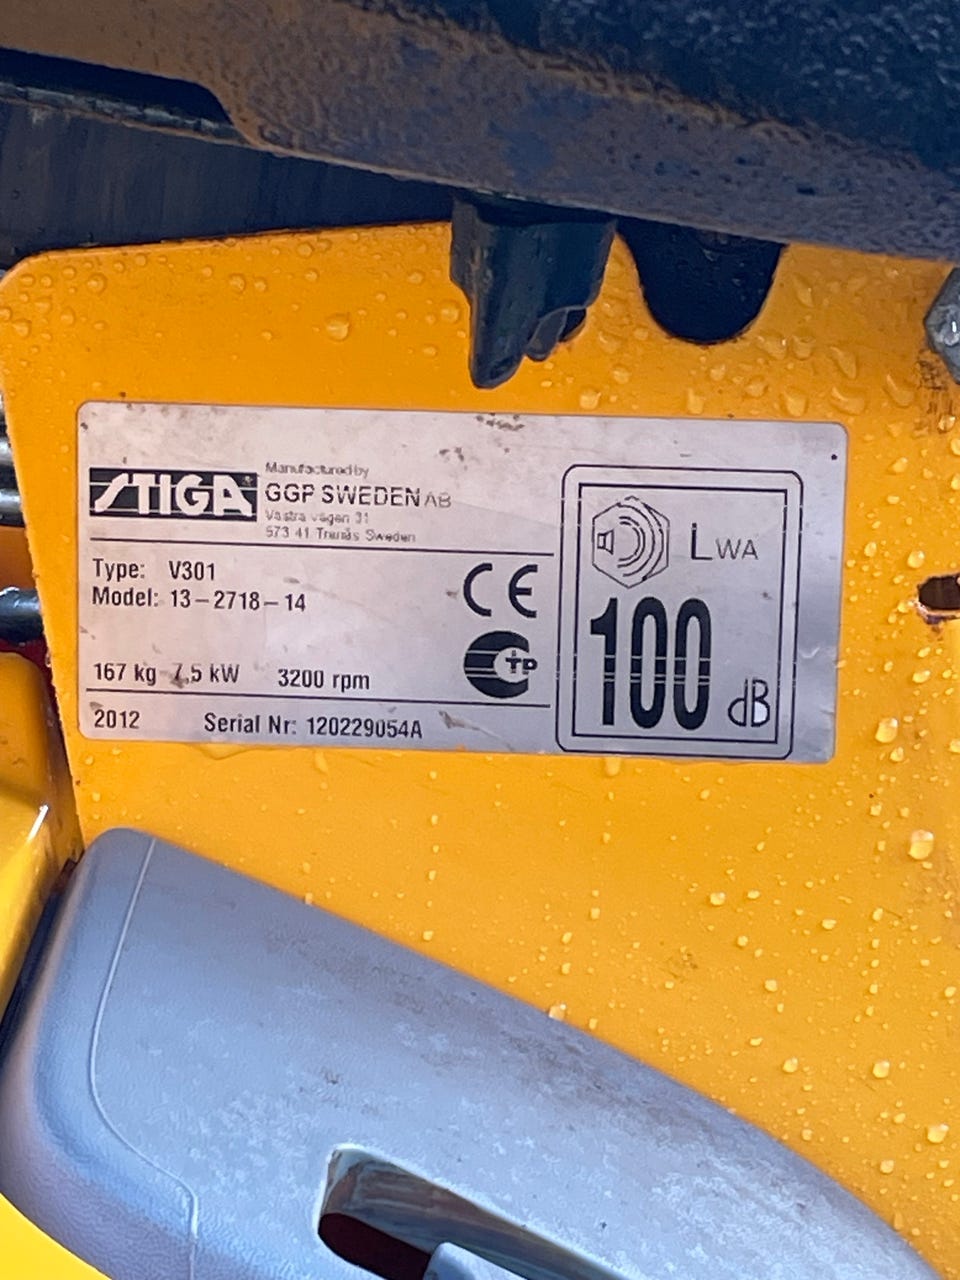 STIGA
Manufactured by
GGP SWEDEN AB
Västra vägen 31
573 41 Tranås Sweden
Type: V301
Model: 13-2718-14
CE
167 kg 7,5 kW 3200 rpm
2012 Serial Nr: 120229054A
LWA
100
dB